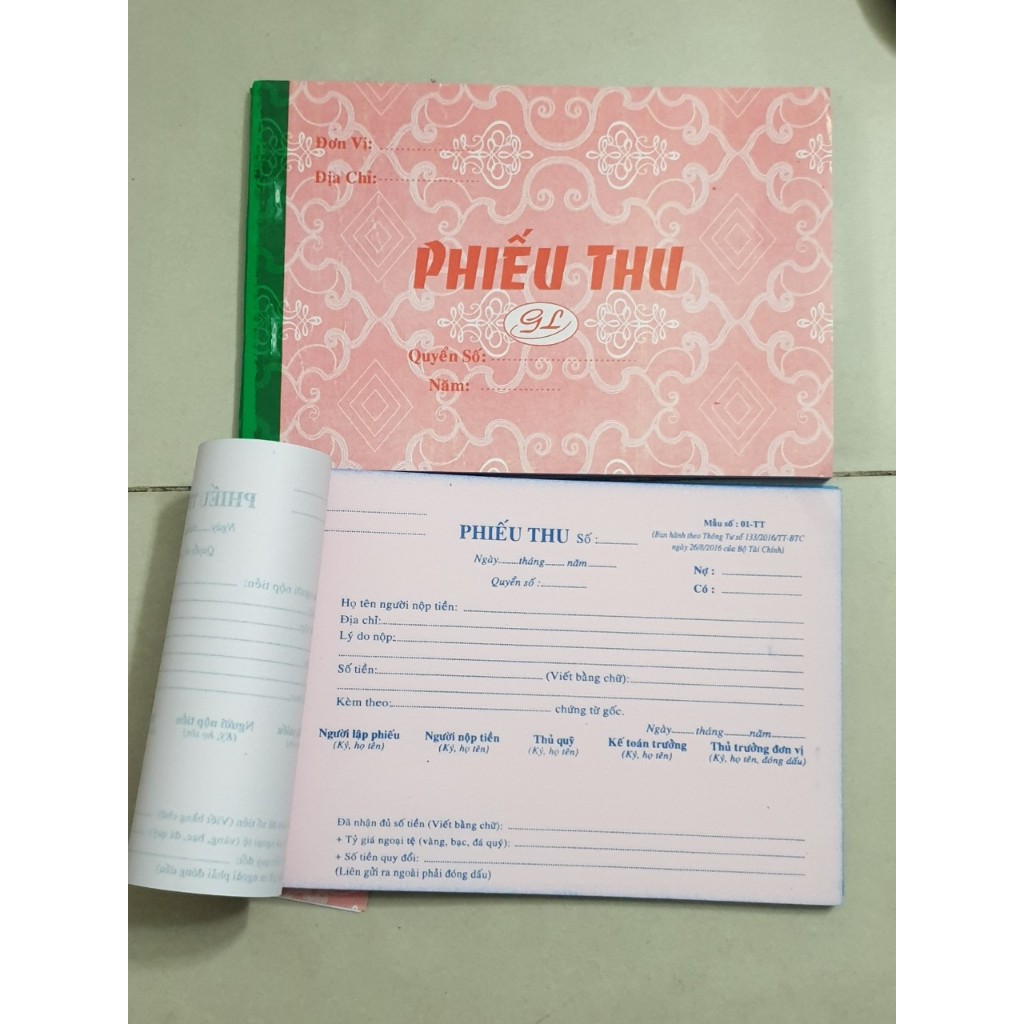 Đơn Vị:
Địa Chỉ:
PHIẾU THU
GL
Quyển Số:
Năm:
PHIẾU THU Số :
Mẫu số : 01-TT
(Ban hành theo Thông Tư số 133/2016/TT-BTC
ngày 26/8/2016 của Bộ Tài Chính)
Ngày tháng năm
Quyển số :
Nợ :
Có :
Họ tên người nộp tiền:
Địa chỉ:
Lý do nộp:
Số tiền: (Viết bằng chữ):
Kèm theo: chứng từ gốc.
Ngày tháng năm
Người lập phiếu Người nộp tiền Thủ quỹ Kế toán trưởng Thủ trưởng đơn vị
(Ký, họ tên) (Ký, họ tên) (Ký, họ tên) (Ký, họ tên) (Ký, họ tên, đóng dấu)
Đã nhận đủ số tiền (Viết bằng chữ):
+ Tỷ giá ngoại tệ (vàng, bạc, đá quý):
+ Số tiền quy đổi:
(Liên gửi ra ngoài phải đóng dấu)